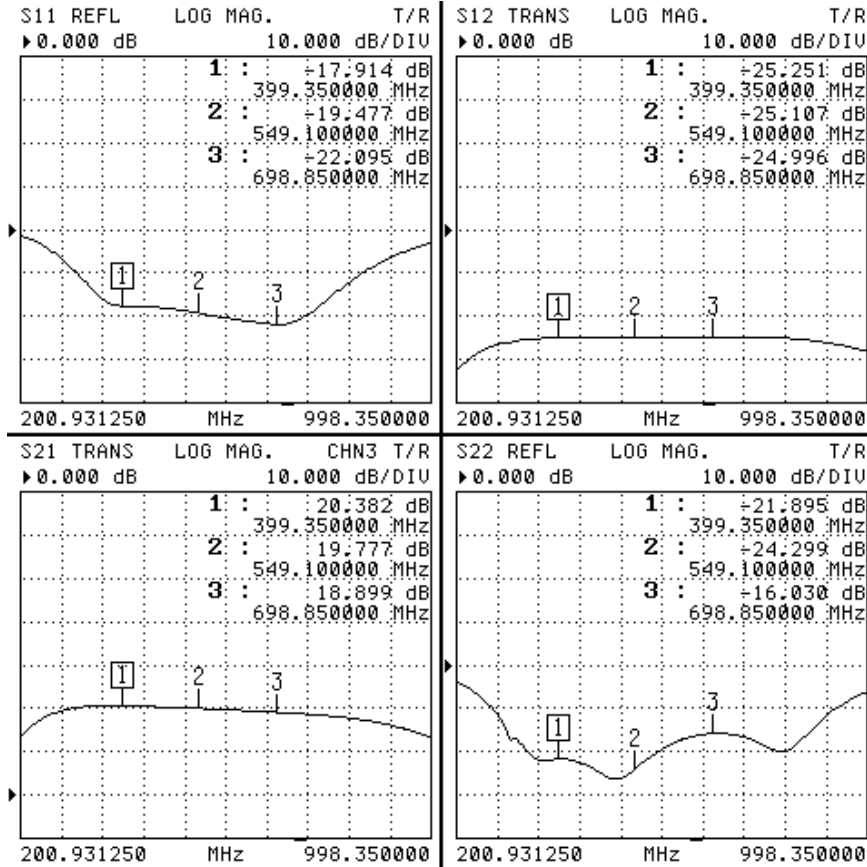 S11 REFL LOG MAG. T/R
▶0.000 dB 10.000 dB/DIV
1 : -17.914 dB
399.350000 MHz
2 : -19.477 dB
549.100000 MHz
3 : -22.095 dB
698.850000 MHz
1 2 3
200.931250 MHz 998.350000
S12 TRANS LOG MAG. T/R
▶0.000 dB 10.000 dB/DIV
1 : -25.251 dB
399.350000 MHz
2 : -25.107 dB
549.100000 MHz
3 : -24.996 dB
698.850000 MHz
1 2 3
200.931250 MHz 998.350000
S21 TRANS LOG MAG. CHN3 T/R
▶0.000 dB 10.000 dB/DIV
1 : 20.382 dB
399.350000 MHz
2 : 19.777 dB
549.100000 MHz
3 : 18.899 dB
698.850000 MHz
1 2 3
200.931250 MHz 998.350000
S22 REFL LOG MAG. T/R
▶0.000 dB 10.000 dB/DIV
1 : -21.895 dB
399.350000 MHz
2 : -24.299 dB
549.100000 MHz
3 : -16.030 dB
698.850000 MHz
1 2 3
200.931250 MHz 998.350000